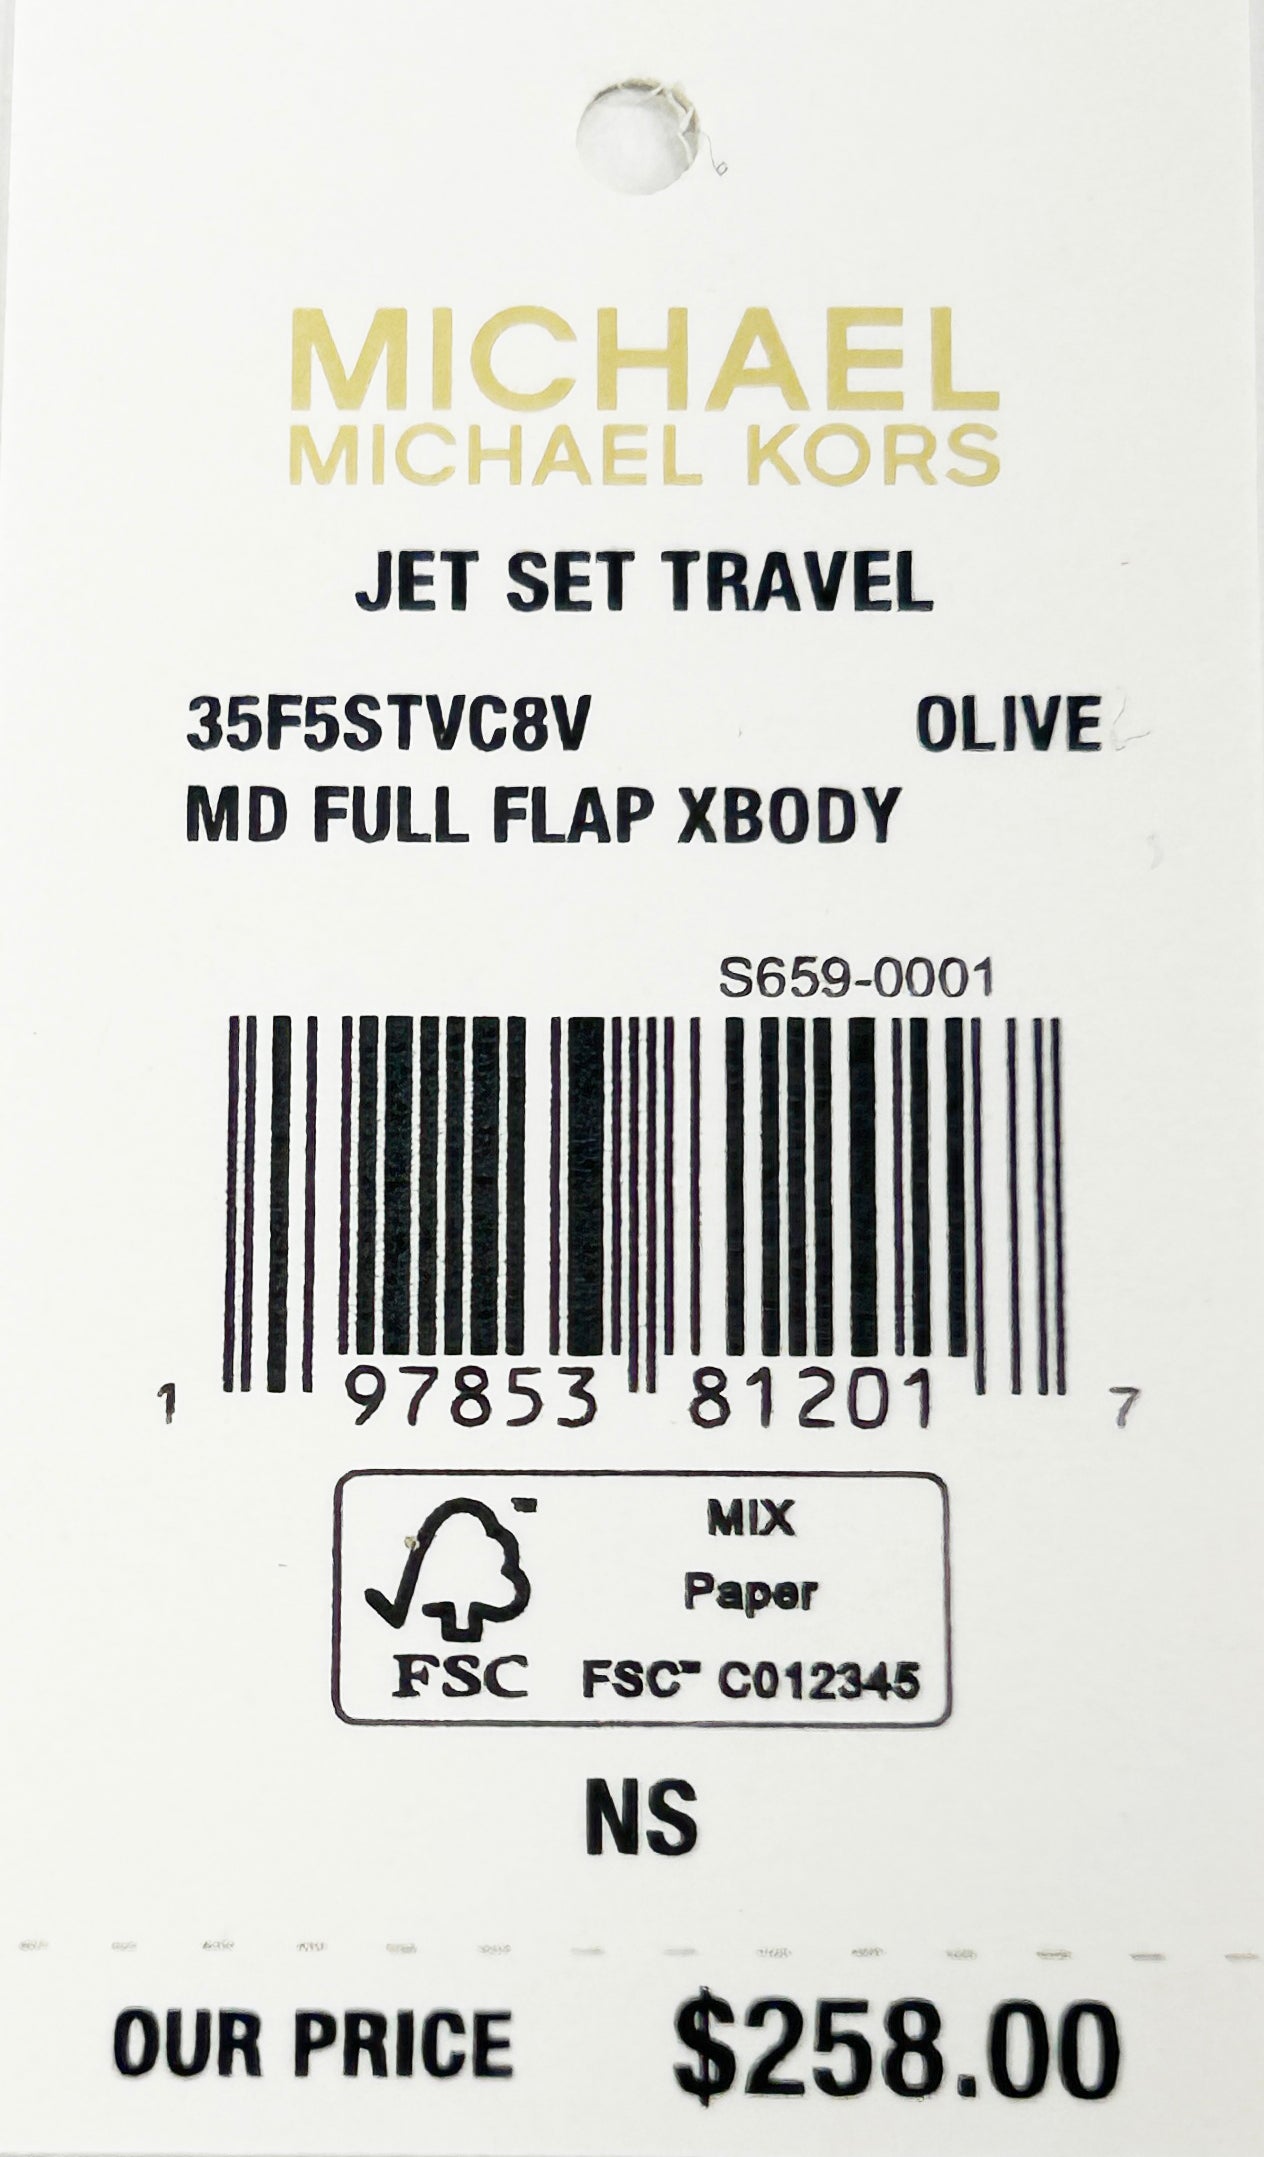 MICHAEL
MICHAEL KORS
JET SET TRAVEL
35F5STVC8V OLIVE
MD FULL FLAP XBODY
S659-0001
1 97853 81201 7
MIX
Paper
FSC FSC™ C012345
NS
OUR PRICE $258.00